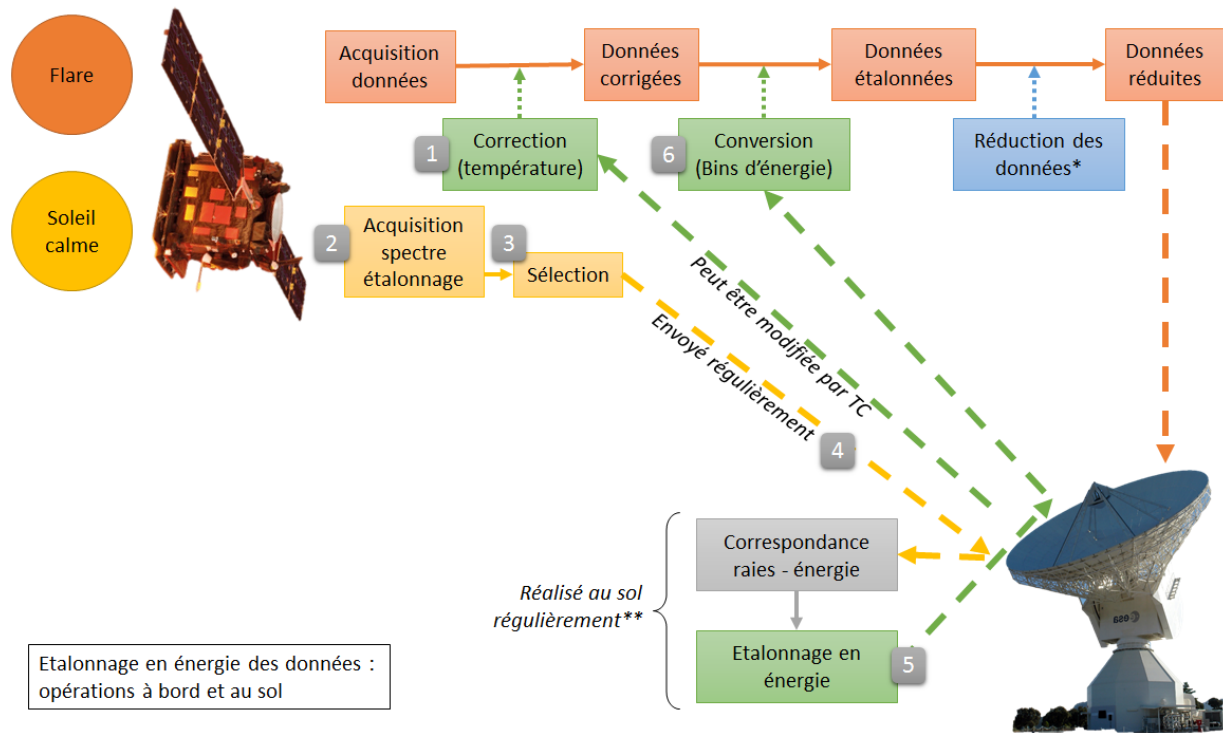 Flare
Acquisition
données
Données
corrigées
Données
étalonnées
Données
réduites
1
Correction
(température)
6
Conversion
(Bins d'énergie)
Réduction des
données*
Soleil
calme
2
Acquisition
spectre
étalonnage
3
Sélection
Peut être modifiée par TC
Envoyé régulièrement
4
Correspondance
raies - énergie
Réalisé au sol
régulièrement**
Etalonnage en
énergie
5
esa
Etalonnage en énergie des données :
opérations à bord et au sol